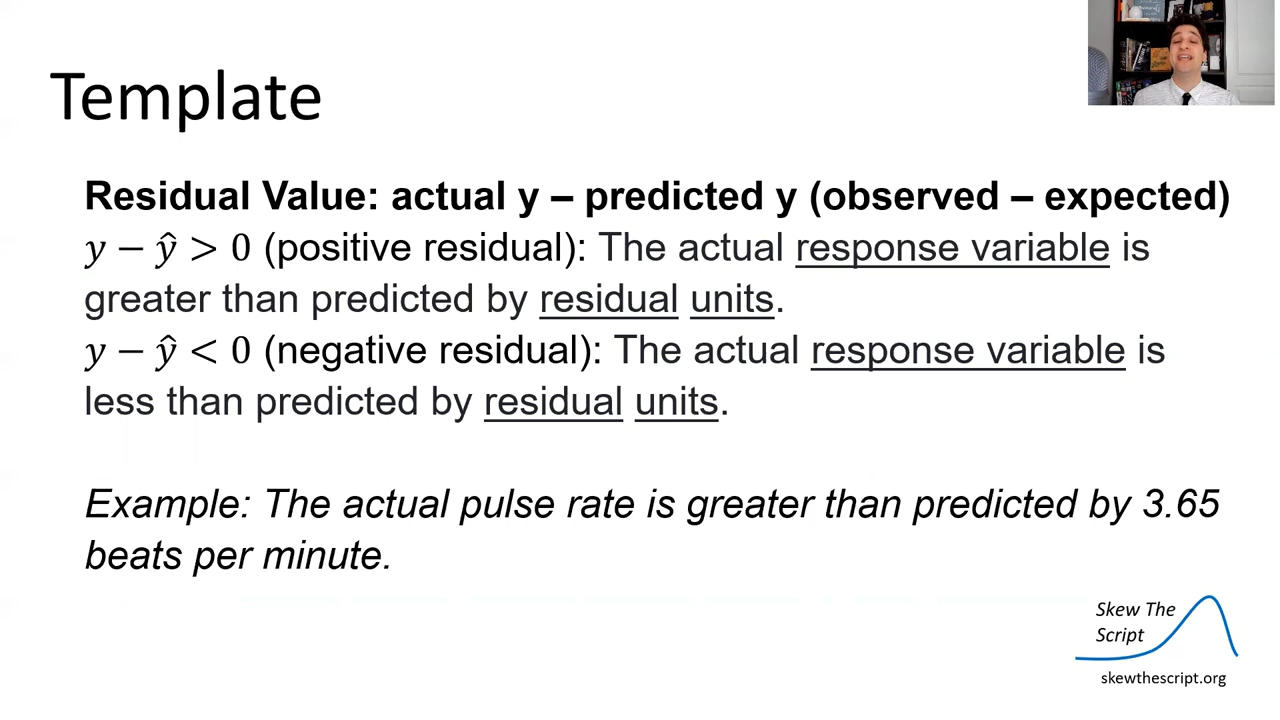 Template
Residual Value: actual y – predicted y (observed – expected)
y − ŷ > 0 (positive residual): The actual response variable is
greater than predicted by residual units.
y − ŷ < 0 (negative residual): The actual response variable is
less than predicted by residual units.
Example: The actual pulse rate is greater than predicted by 3.65
beats per minute.
Skew The
Script
skewthescript.org